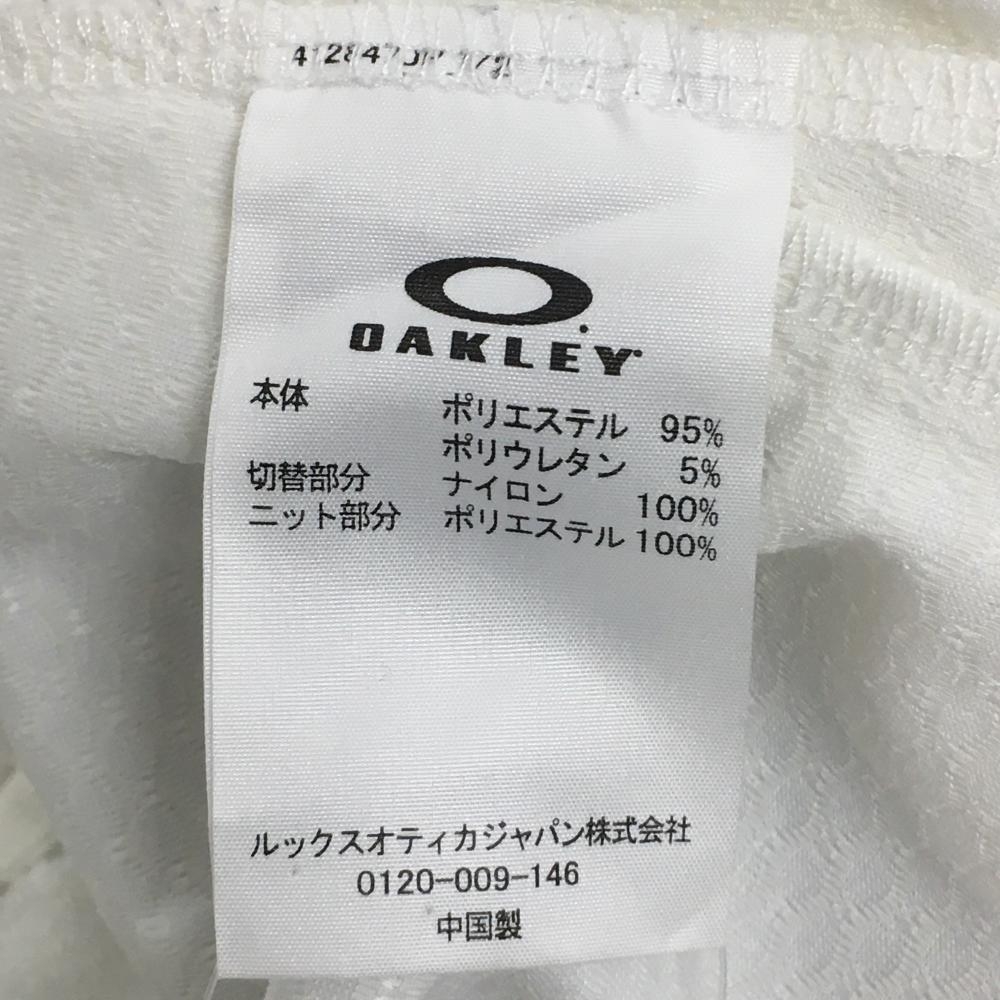 OAKLEY
本体 ポリエステル 95%
ポリウレタン 5%
切替部分 ナイロン 100%
ニット部分 ポリエステル 100%
ルックスオティカジャパン株式会社
0120-009-146
中国製